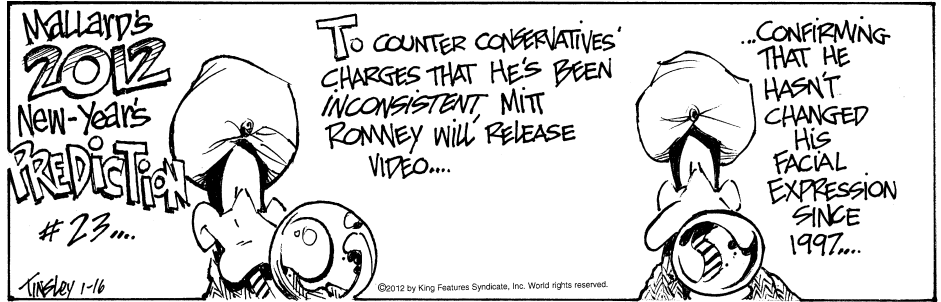 Mallard's
2012
New-Year's
PREDICTION
# 23....
TINSLEY 1-16
To COUNTER CONSERVATIVES'
CHARGES THAT HE'S BEEN
INCONSISTENT, MITT
ROMNEY WILL RELEASE
VIDEO....
©2012 by King Features Syndicate, Inc. World rights reserved.
...CONFIRMING
THAT HE
HASN'T
CHANGED
HIS
FACIAL
EXPRESSION
SINCE
1997....